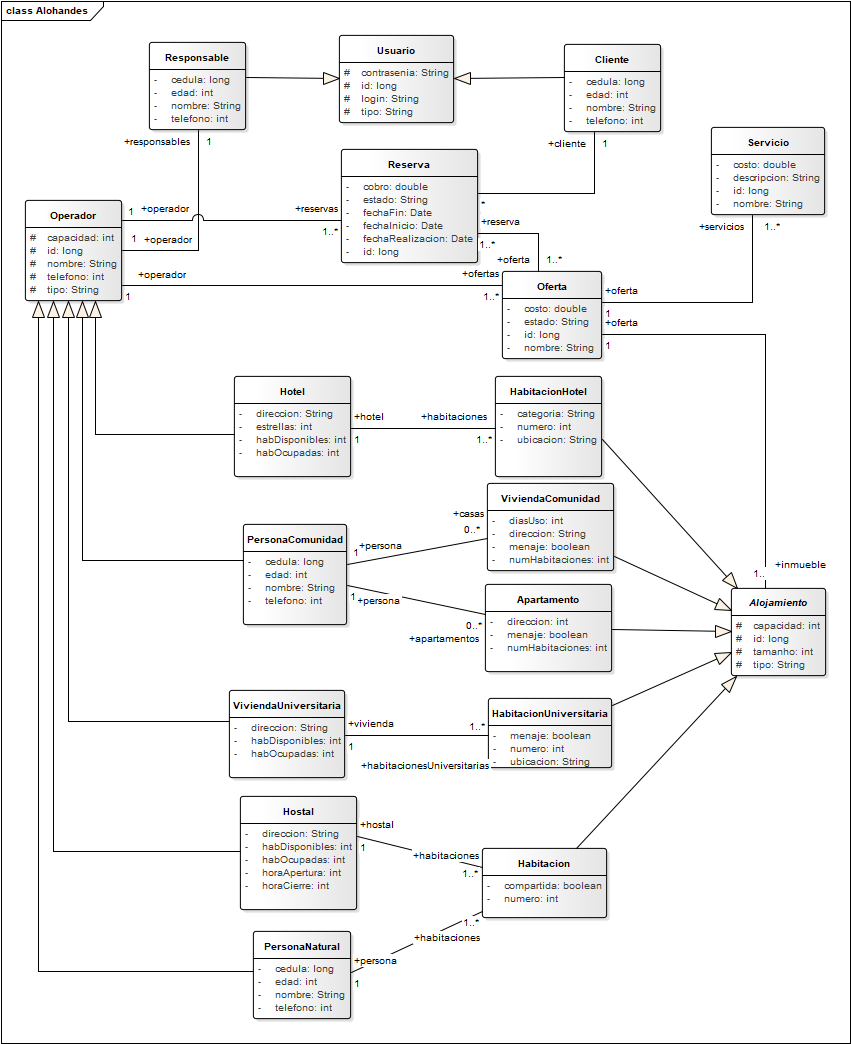 class Alohandes
Responsable
- cedula: long
- edad: int
- nombre: String
- telefono: int
Usuario
# contrasenia: String
# id: long
# login: String
# tipo: String
Cliente
- cedula: long
- edad: int
- nombre: String
- telefono: int
+responsables 1
+cliente 1
Servicio
- costo: double
- descripcion: String
- id: long
- nombre: String
+servicios 1..*
Reserva
- cobro: double
- estado: String
- fechaFin: Date
- fechaInicio: Date
- fechaRealizacion: Date
- id: long
*
+reserva
1..*
Operador
# capacidad: int
# id: long
# nombre: String
# telefono: int
# tipo: String
1 +operador
+reservas
1..*
1 +operador
+operador
1
+ofertas
1..*
+oferta 1..*
Oferta
- costo: double
- estado: String
- id: long
- nombre: String
+oferta
1
+oferta
1
Hotel
- direccion: String
- estrellas: int
- habDisponibles: int
- habOcupadas: int
+hotel
1
+habitaciones
1..*
HabitacionHotel
- categoria: String
- numero: int
- ubicacion: String
PersonaComunidad
- cedula: long
- edad: int
- nombre: String
- telefono: int
1 +persona
+casas
0..*
ViviendaComunidad
- diasUso: int
- direccion: String
- menaje: boolean
- numHabitaciones: int
1 +persona
0..*
+apartamentos
Apartamento
- direccion: int
- menaje: boolean
- numHabitaciones: int
+inmueble
1..
Alojamiento
# capacidad: int
# id: long
# tamanho: int
# tipo: String
ViviendaUniversitaria
- direccion: String
- habDisponibles: int
- habOcupadas: int
+vivienda
1
1..*
+habitacionesUniversitarias
HabitacionUniversitaria
- menaje: boolean
- numero: int
- ubicacion: String
Hostal
- direccion: String
- habDisponibles: int
- habOcupadas: int
- horaApertura: int
- horaCierre: int
+hostal
1
+habitaciones
1..*
Habitacion
- compartida: boolean
- numero: int
1..*
+habitaciones
PersonaNatural
- cedula: long
- edad: int
- nombre: String
- telefono: int
+persona
1